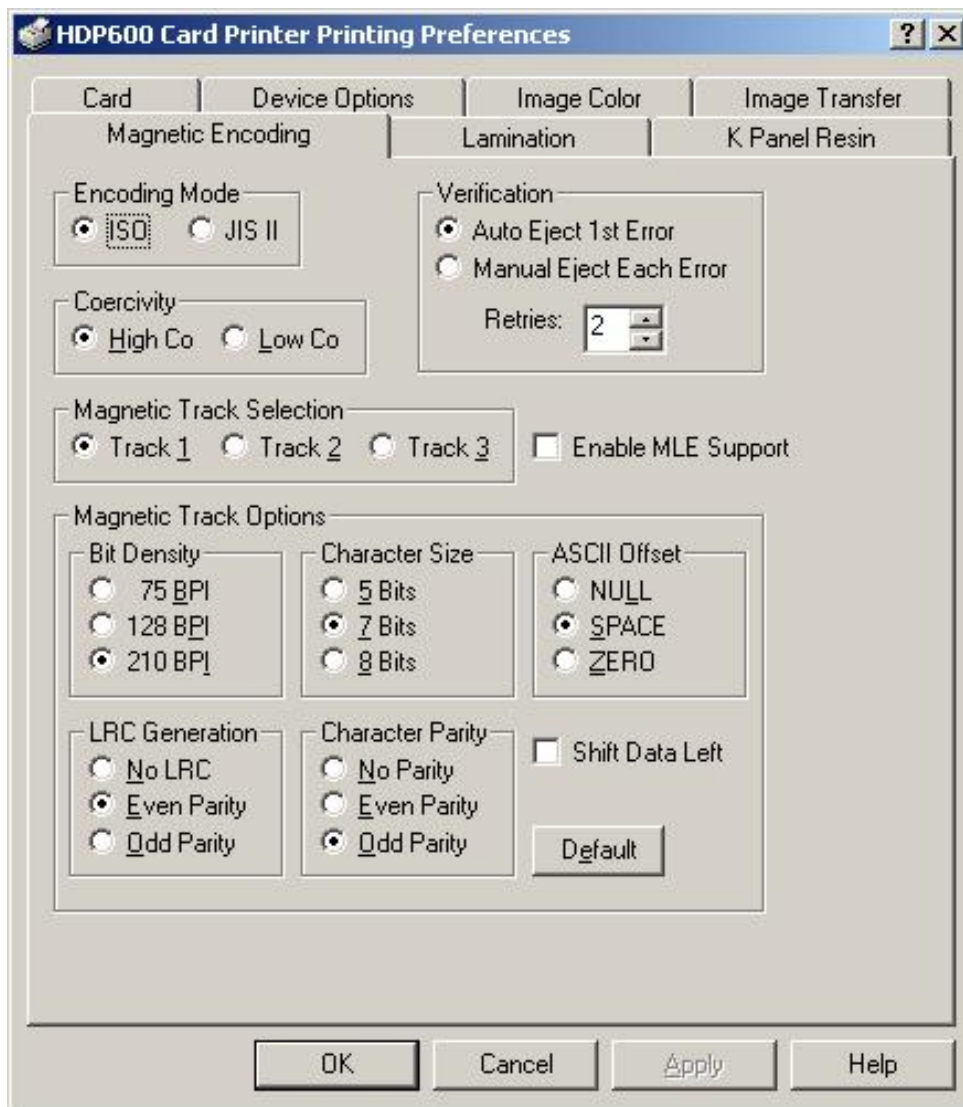 HDP600 Card Printer Printing Preferences
Card Device Options Image Color Image Transfer
Magnetic Encoding Lamination K Panel Resin
Encoding Mode
ISO JIS II
Verification
Auto Eject 1st Error
Manual Eject Each Error
Retries: 2
Coercivity
High Co Low Co
Magnetic Track Selection
Track 1 Track 2 Track 3
Enable MLE Support
Magnetic Track Options
Bit Density
75 BPI
128 BPI
210 BPI
Character Size
5 Bits
7 Bits
8 Bits
ASCII Offset
NULL
SPACE
ZERO
LRC Generation
No LRC
Even Parity
Odd Parity
Character Parity
No Parity
Even Parity
Odd Parity
Shift Data Left
Default
OK Cancel Apply Help